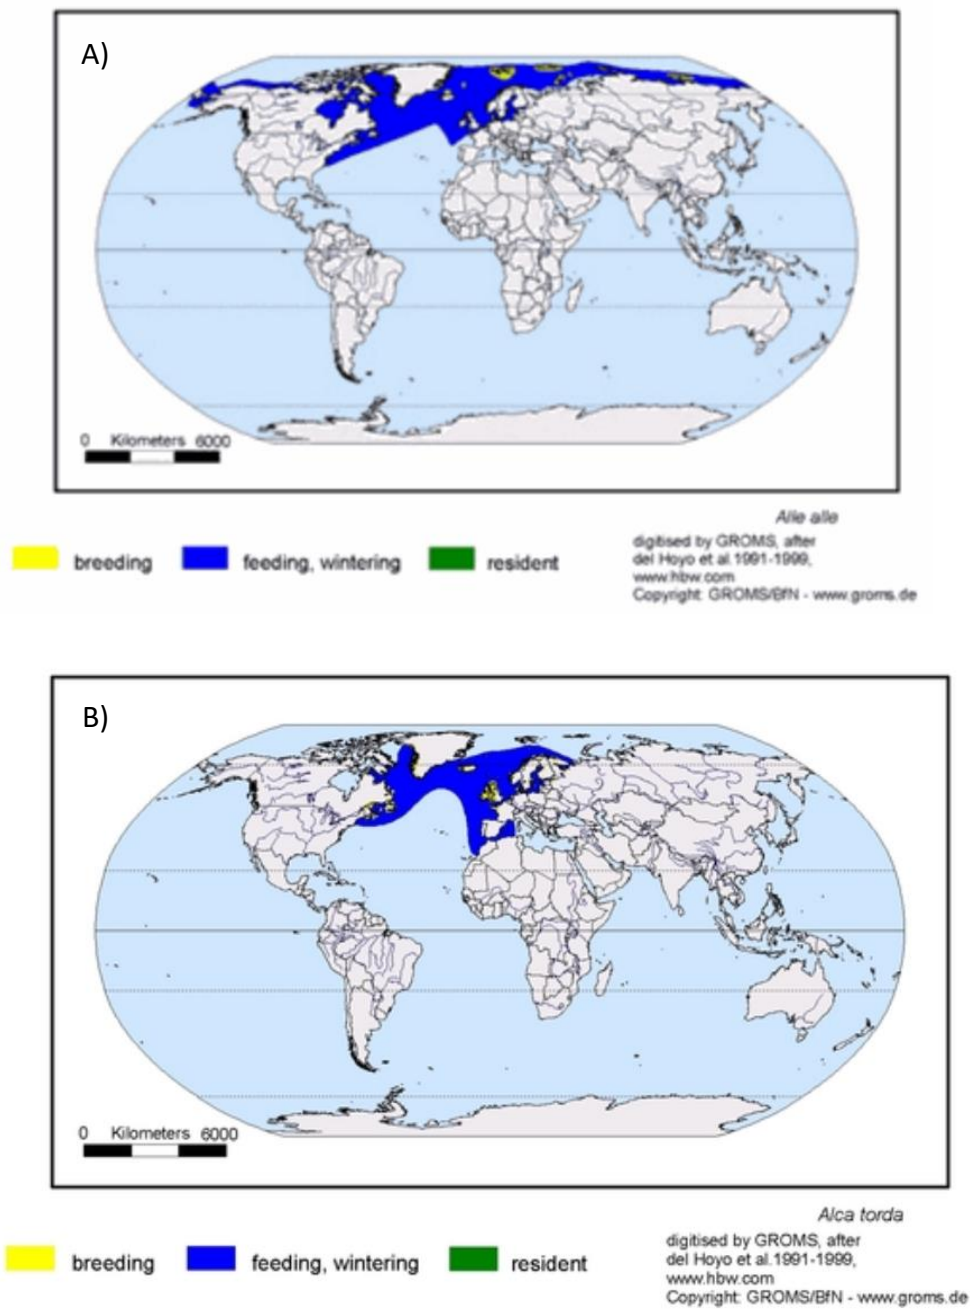 A)
0 Kilometers 6000
Alle alle
breeding feeding, wintering resident
digitised by GROMS, after
del Hoyo et al.1991-1999,
www.hbw.com
Copyright: GROMS/BfN - www.groms.de
B)
0 Kilometers 6000
Alca torda
breeding feeding, wintering resident
digitised by GROMS, after
del Hoyo et al.1991-1999,
www.hbw.com
Copyright: GROMS/BfN - www.groms.de